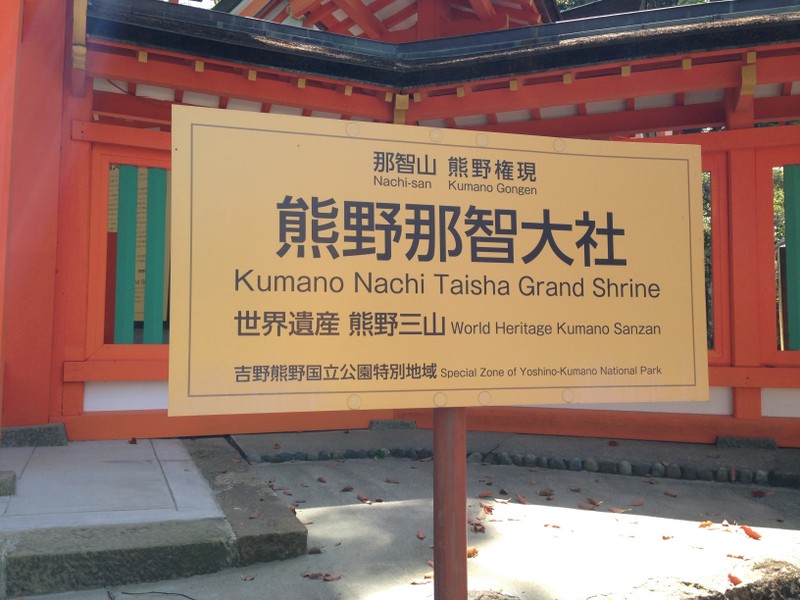 那智山 熊野権現
Nachi-san Kumano Gongen
熊野那智大社
Kumano Nachi Taisha Grand Shrine
世界遺産 熊野三山 World Heritage Kumano Sanzan
吉野熊野国立公園特別地域 Special Zone of Yoshino-Kumano National Park